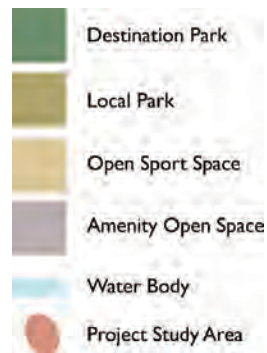 Destination Park
Local Park
Open Sport Space
Amenity Open Space
Water Body
Project Study Area